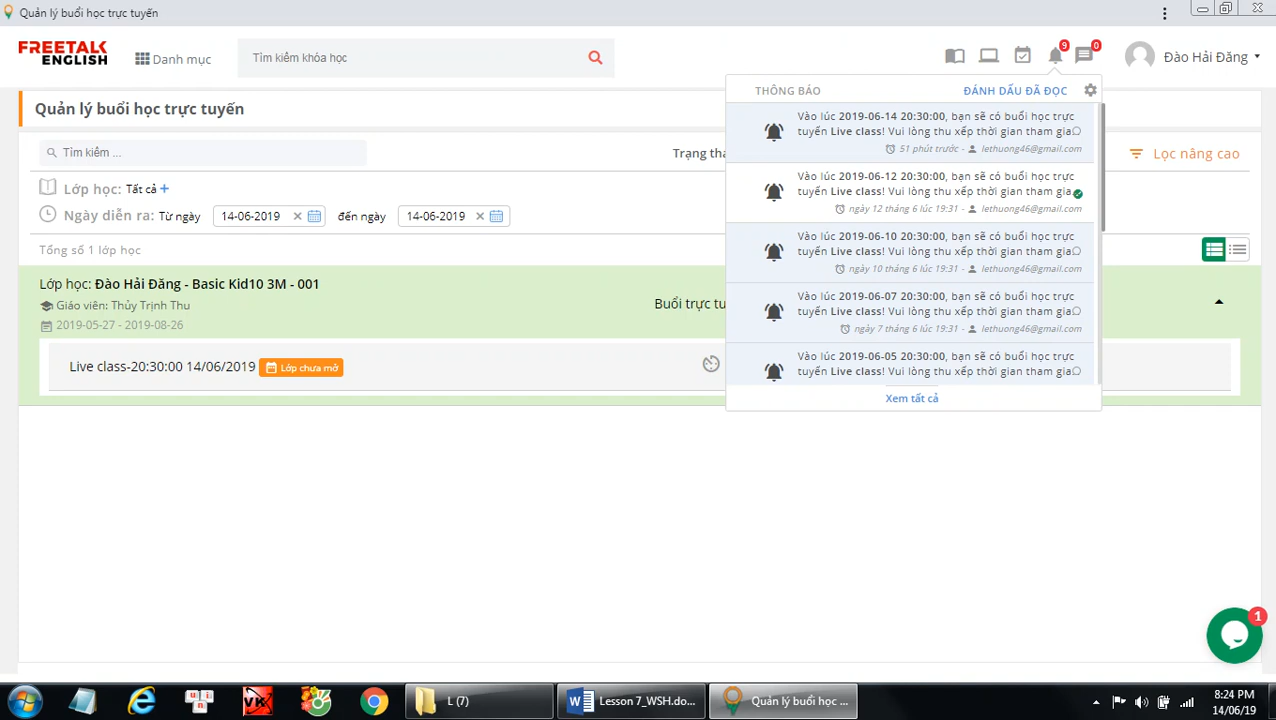 Quản lý buổi học trực tuyến
FREETALK
ENGLISH
Danh mục
Tìm kiếm khóa học
9
0
Đào Hải Đăng
Quản lý buổi học trực tuyến
THÔNG BÁO
ĐÁNH DẤU ĐÃ ĐỌC
Vào lúc 2019-06-14 20:30:00, bạn sẽ có buổi học trực
tuyến Live class! Vui lòng thu xếp thời gian tham gia
51 phút trước - lethuong46@gmail.com
Vào lúc 2019-06-12 20:30:00, bạn sẽ có buổi học trực
tuyến Live class! Vui lòng thu xếp thời gian tham gia
ngày 12 tháng 6 lúc 19:31 - lethuong46@gmail.com
Vào lúc 2019-06-10 20:30:00, bạn sẽ có buổi học trực
tuyến Live class! Vui lòng thu xếp thời gian tham gia
ngày 10 tháng 6 lúc 19:31 - lethuong46@gmail.com
Vào lúc 2019-06-07 20:30:00, bạn sẽ có buổi học trực
tuyến Live class! Vui lòng thu xếp thời gian tham gia
ngày 7 tháng 6 lúc 19:31 - lethuong46@gmail.com
Vào lúc 2019-06-05 20:30:00, bạn sẽ có buổi học trực
tuyến Live class! Vui lòng thu xếp thời gian tham gia
Xem tất cả
Tìm kiếm ...
Trạng tha
Lọc nâng cao
Lớp học: Tất cả +
Ngày diễn ra: Từ ngày 14-06-2019 đến ngày 14-06-2019
Tổng số 1 lớp học
Lớp học: Đào Hải Đăng - Basic Kid10 3M - 001
Giáo viên: Thủy Trịnh Thu
Buổi trực tu
2019-05-27 - 2019-08-26
Live class-20:30:00 14/06/2019 Lớp chưa mở
1
L (7)
Lesson 7_WSH.do...
Quản lý buổi học ...
8:24 PM
14/06/19